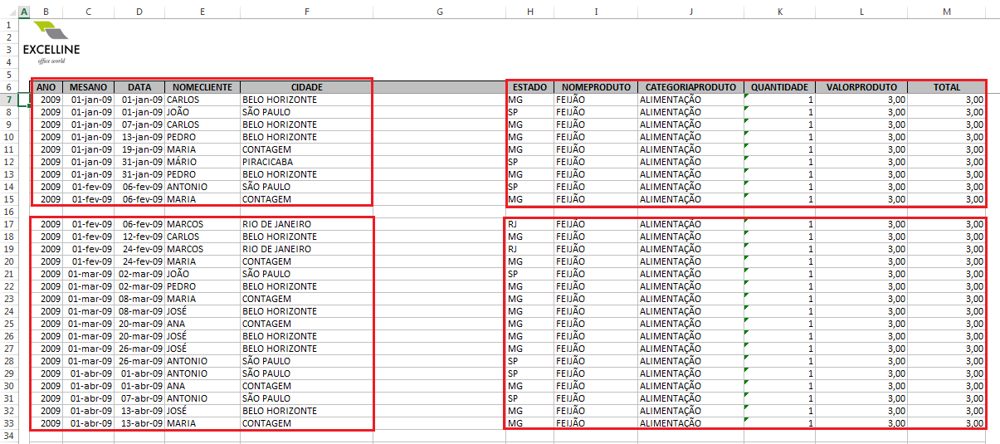 A B C D E F G H I J K L M
1
2
3
4
5
EXCELLINE
office world
6 ANO MESANO DATA NOMECLIENTE CIDADE ESTADO NOMEPRODUTO CATEGORIAPRODUTO QUANTIDADE VALORPRODUTO TOTAL
7 2009 01-jan-09 01-jan-09 CARLOS BELO HORIZONTE MG FEIJÃO ALIMENTAÇÃO 1 3,00 3,00
8 2009 01-jan-09 01-jan-09 JOÃO SÃO PAULO SP FEIJÃO ALIMENTAÇÃO 1 3,00 3,00
9 2009 01-jan-09 07-jan-09 CARLOS BELO HORIZONTE MG FEIJÃO ALIMENTAÇÃO 1 3,00 3,00
10 2009 01-jan-09 13-jan-09 PEDRO BELO HORIZONTE MG FEIJÃO ALIMENTAÇÃO 1 3,00 3,00
11 2009 01-jan-09 19-jan-09 MARIA CONTAGEM MG FEIJÃO ALIMENTAÇÃO 1 3,00 3,00
12 2009 01-jan-09 31-jan-09 MÁRIO PIRACICABA SP FEIJÃO ALIMENTAÇÃO 1 3,00 3,00
13 2009 01-jan-09 31-jan-09 PEDRO BELO HORIZONTE MG FEIJÃO ALIMENTAÇÃO 1 3,00 3,00
14 2009 01-fev-09 06-fev-09 ANTONIO SÃO PAULO SP FEIJÃO ALIMENTAÇÃO 1 3,00 3,00
15 2009 01-fev-09 06-fev-09 MARIA CONTAGEM MG FEIJÃO ALIMENTAÇÃO 1 3,00 3,00
16
17 2009 01-fev-09 06-fev-09 MARCOS RIO DE JANEIRO RJ FEIJÃO ALIMENTAÇÃO 1 3,00 3,00
18 2009 01-fev-09 12-fev-09 CARLOS BELO HORIZONTE MG FEIJÃO ALIMENTAÇÃO 1 3,00 3,00
19 2009 01-fev-09 24-fev-09 MARCOS RIO DE JANEIRO RJ FEIJÃO ALIMENTAÇÃO 1 3,00 3,00
20 2009 01-fev-09 24-fev-09 MARIA CONTAGEM MG FEIJÃO ALIMENTAÇÃO 1 3,00 3,00
21 2009 01-mar-09 02-mar-09 JOÃO SÃO PAULO SP FEIJÃO ALIMENTAÇÃO 1 3,00 3,00
22 2009 01-mar-09 02-mar-09 PEDRO BELO HORIZONTE MG FEIJÃO ALIMENTAÇÃO 1 3,00 3,00
23 2009 01-mar-09 08-mar-09 MARIA CONTAGEM MG FEIJÃO ALIMENTAÇÃO 1 3,00 3,00
24 2009 01-mar-09 08-mar-09 JOSÉ BELO HORIZONTE MG FEIJÃO ALIMENTAÇÃO 1 3,00 3,00
25 2009 01-mar-09 20-mar-09 ANA CONTAGEM MG FEIJÃO ALIMENTAÇÃO 1 3,00 3,00
26 2009 01-mar-09 20-mar-09 JOSÉ BELO HORIZONTE MG FEIJÃO ALIMENTAÇÃO 1 3,00 3,00
27 2009 01-mar-09 26-mar-09 JOSÉ BELO HORIZONTE MG FEIJÃO ALIMENTAÇÃO 1 3,00 3,00
28 2009 01-mar-09 26-mar-09 ANTONIO SÃO PAULO SP FEIJÃO ALIMENTAÇÃO 1 3,00 3,00
29 2009 01-abr-09 01-abr-09 ANTONIO SÃO PAULO SP FEIJÃO ALIMENTAÇÃO 1 3,00 3,00
30 2009 01-abr-09 01-abr-09 ANA CONTAGEM MG FEIJÃO ALIMENTAÇÃO 1 3,00 3,00
31 2009 01-abr-09 07-abr-09 ANTONIO SÃO PAULO SP FEIJÃO ALIMENTAÇÃO 1 3,00 3,00
32 2009 01-abr-09 13-abr-09 JOSÉ BELO HORIZONTE MG FEIJÃO ALIMENTAÇÃO 1 3,00 3,00
33 2009 01-abr-09 13-abr-09 MARIA CONTAGEM MG FEIJÃO ALIMENTAÇÃO 1 3,00 3,00
34